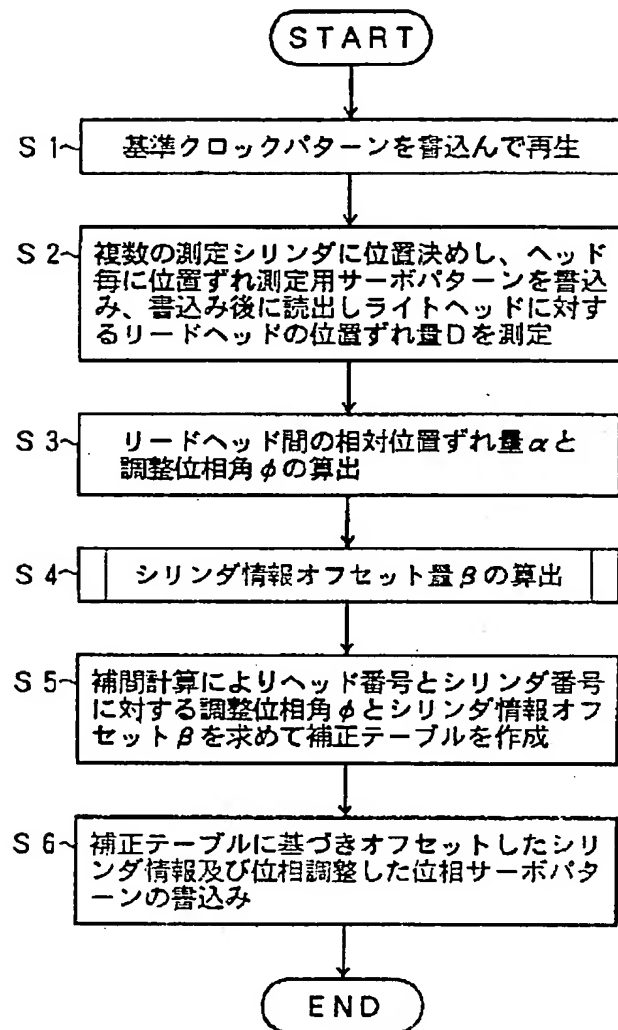 START
S1 基準クロックパターンを書込んで再生
S2 複数の測定シリンダに位置決めし、ヘッド
毎に位置ずれ測定用サーボパターンを書込
み、書込み後に読出しライトヘッドに対す
るリードヘッドの位置ずれ量Dを測定
S3 リードヘッド間の相対位置ずれ量αと
調整位相角φの算出
S4 シリンダ情報オフセット量βの算出
S5 補間計算によりヘッド番号とシリンダ番号
に対する調整位相角φとシリンダ情報オフ
セットβを求めて補正テーブルを作成
S6 補正テーブルに基づきオフセットしたシリ
ンダ情報及び位相調整した位相サーボパタ
ーンの書込み
END